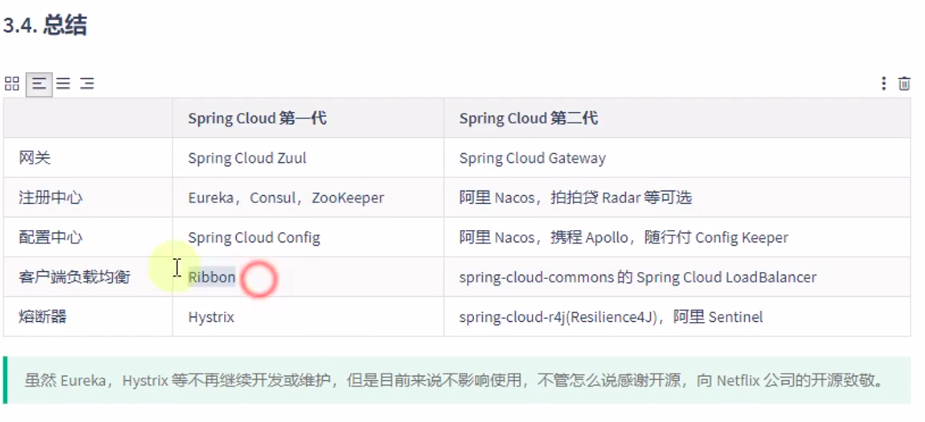 3.4. 总结
Spring Cloud 第一代 Spring Cloud 第二代
网关 Spring Cloud Zuul Spring Cloud Gateway
注册中心 Eureka，Consul，ZooKeeper 阿里 Nacos，拍拍贷 Radar 等可选
配置中心 Spring Cloud Config 阿里 Nacos，携程 Apollo，随行付 Config Keeper
客户端负载均衡 Ribbon spring-cloud-commons 的 Spring Cloud LoadBalancer
熔断器 Hystrix spring-cloud-r4j(Resilience4J)，阿里 Sentinel
虽然 Eureka，Hystrix 等不再继续开发或维护，但是目前来说不影响使用，不管怎么说感谢开源，向 Netflix 公司的开源致敬。